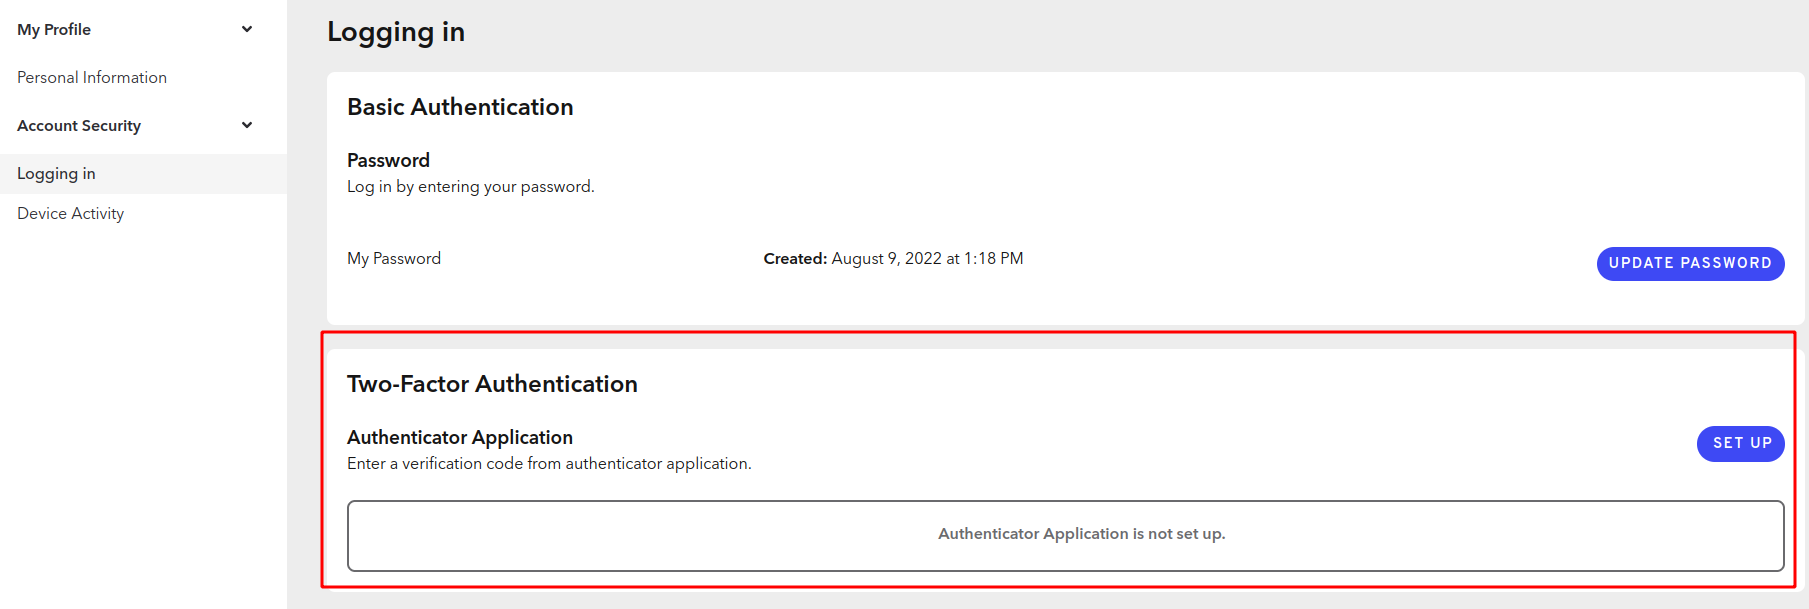 My Profile
Personal Information
Account Security
Logging in
Device Activity
Logging in
Basic Authentication
Password
Log in by entering your password.
My Password
Created: August 9, 2022 at 1:18 PM
UPDATE PASSWORD
Two-Factor Authentication
Authenticator Application
Enter a verification code from authenticator application.
SET UP
Authenticator Application is not set up.